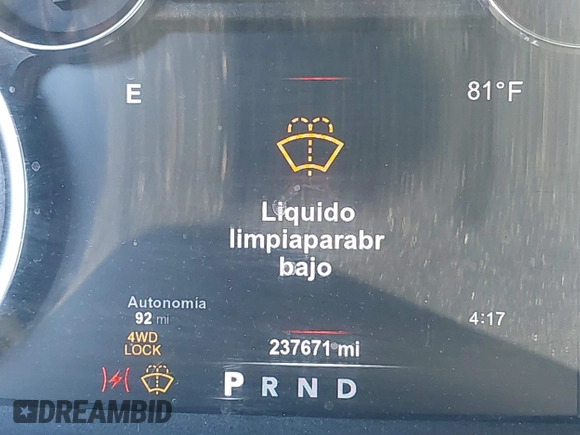 E
81°F
Liquido
limpiaparabr
bajo
Autonomía
92 mi
4:17
4WD
LOCK
237671 mi
P R N D
DREAMBID